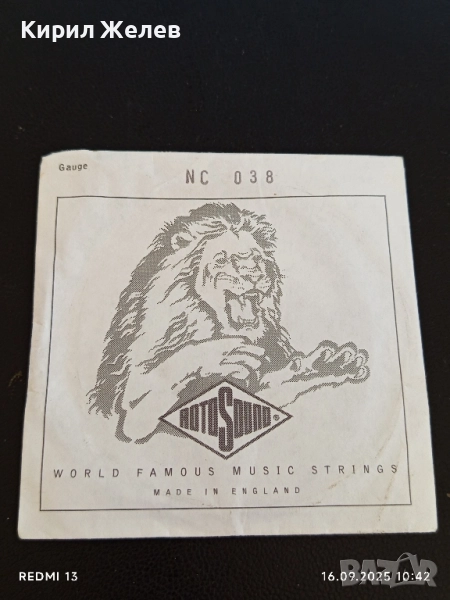 Кирил Желев
Gauge
NC 038
ROTOSOUND®
WORLD FAMOUS MUSIC STRINGS
MADE IN ENGLAND
BAZAR
REDMI 13
16.09.2025 10:42